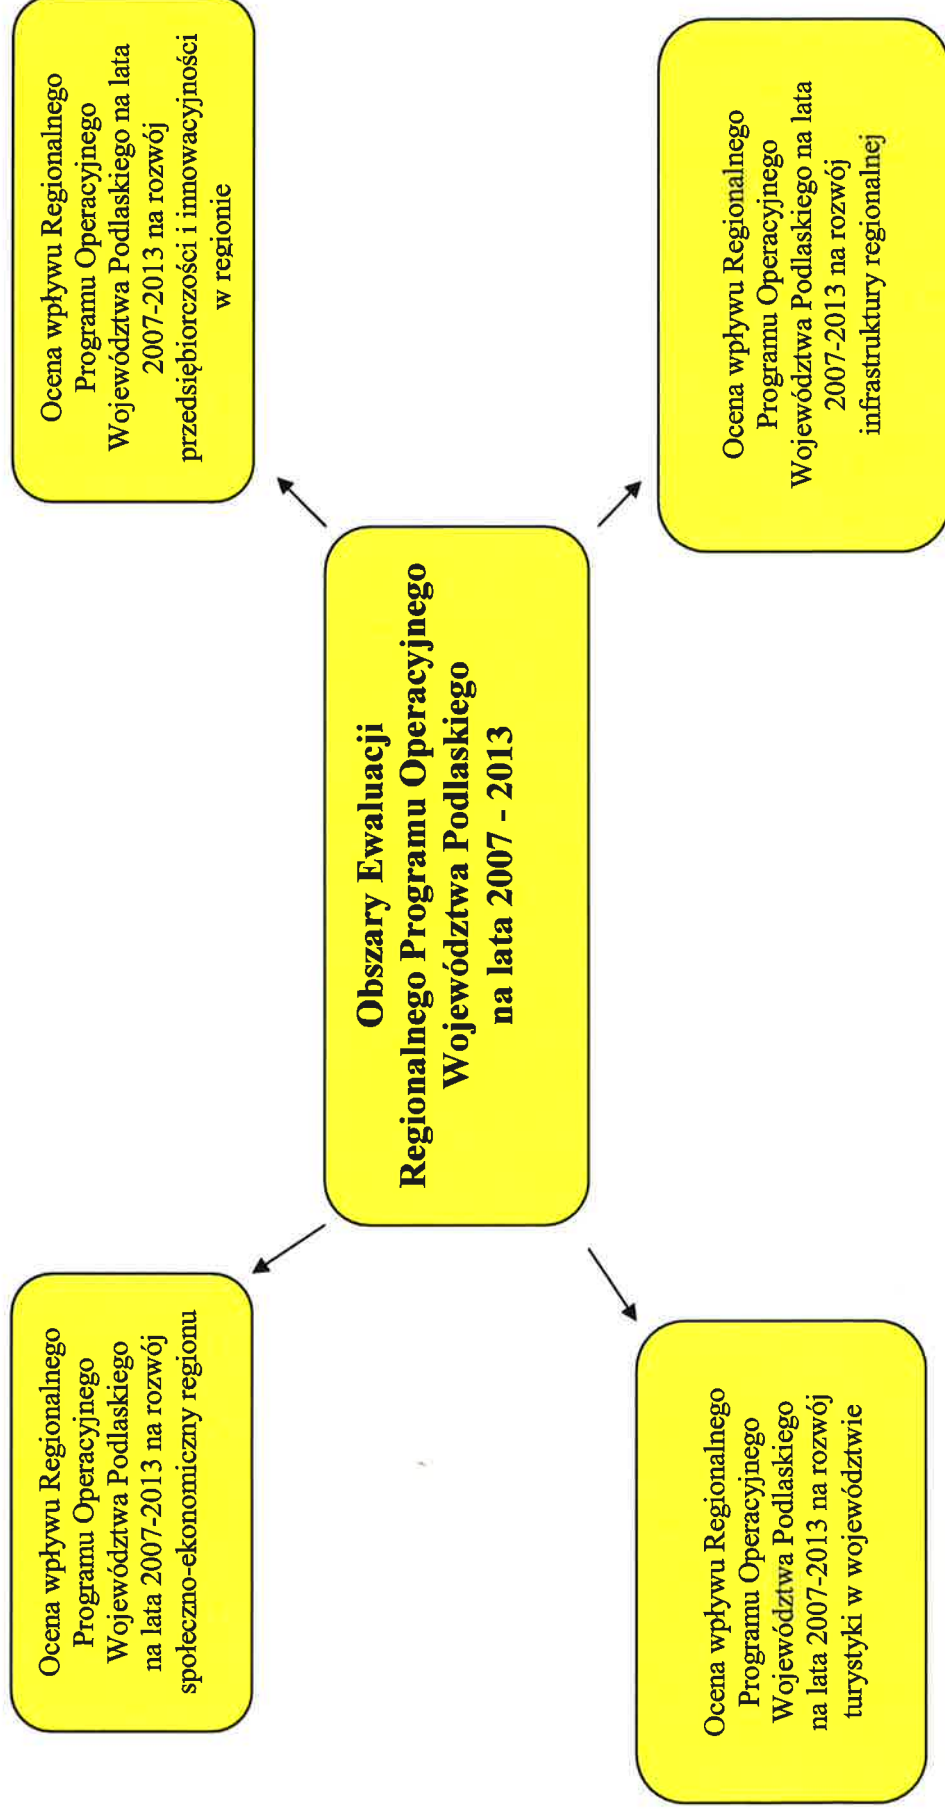 Ocena wpływu Regionalnego
Programu Operacyjnego
Województwa Podlaskiego
na lata 2007-2013 na rozwój
społeczno-ekonomiczny regionu
Ocena wpływu Regionalnego
Programu Operacyjnego
Województwa Podlaskiego na lata
2007-2013 na rozwój
przedsiębiorczości i innowacyjności
w regionie
Obszary Ewaluacji
Regionalnego Programu Operacyjnego
Województwa Podlaskiego
na lata 2007 - 2013
Ocena wpływu Regionalnego
Programu Operacyjnego
Województwa Podlaskiego
na lata 2007-2013 na rozwój
turystyki w województwie
Ocena wpływu Regionalnego
Programu Operacyjnego
Województwa Podlaskiego na lata
2007-2013 na rozwój
infrastruktury regionalnej